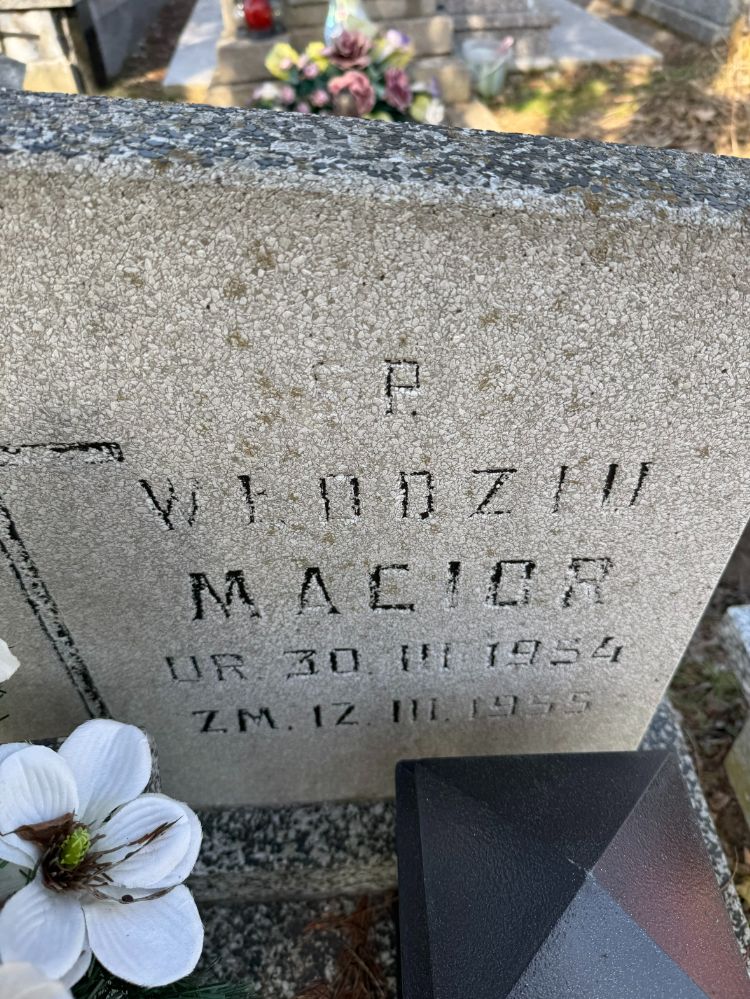 Ś.P.
WŁODZIU
MACIOR
UR. 30. III. 1954
ZM. 12. III. 1955